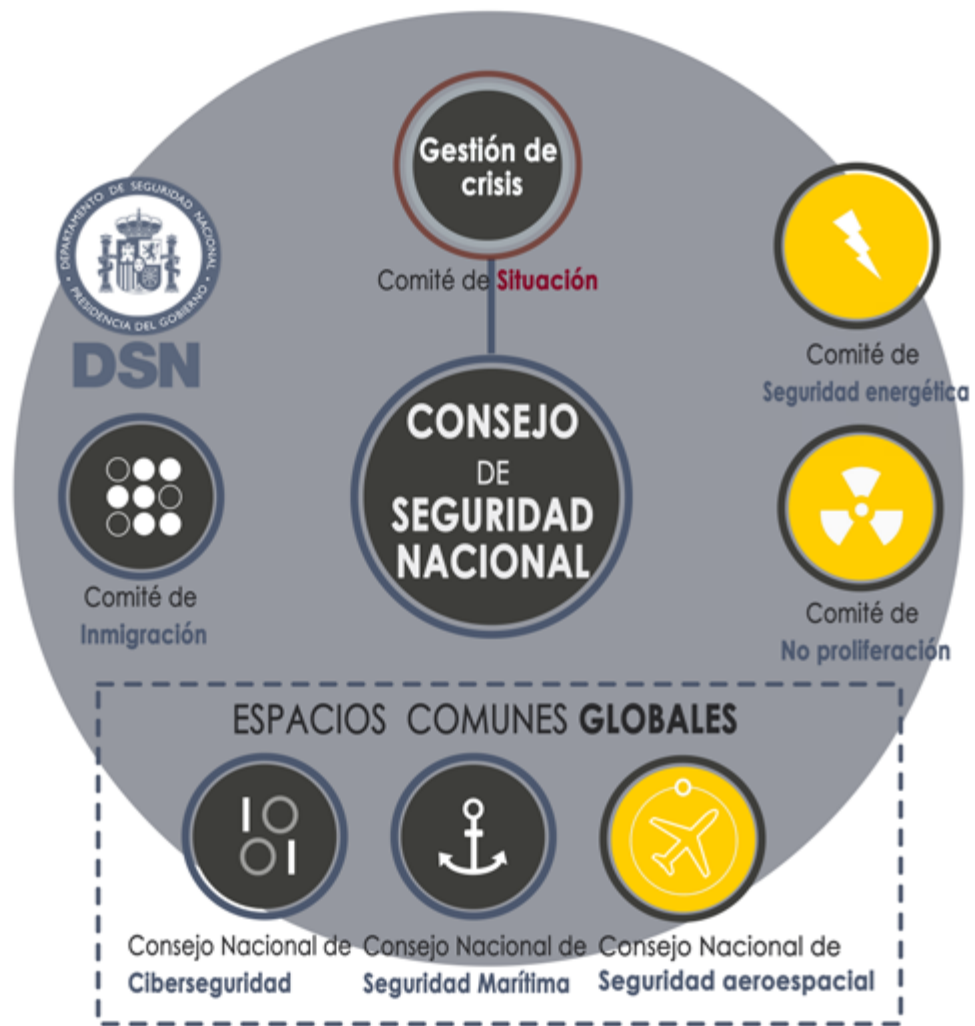 Gestión de
crisis
Comité de Situación
DEPARTAMENTO DE SEGURIDAD NACIONAL
PRESIDENCIA DEL GOBIERNO
DSN
Comité de
Seguridad energética
CONSEJO
DE
SEGURIDAD
NACIONAL
Comité de
Inmigración
Comité de
No proliferación
ESPACIOS COMUNES GLOBALES
Consejo Nacional de
Ciberseguridad
Consejo Nacional de
Seguridad Marítima
Consejo Nacional de
Seguridad aeroespacial